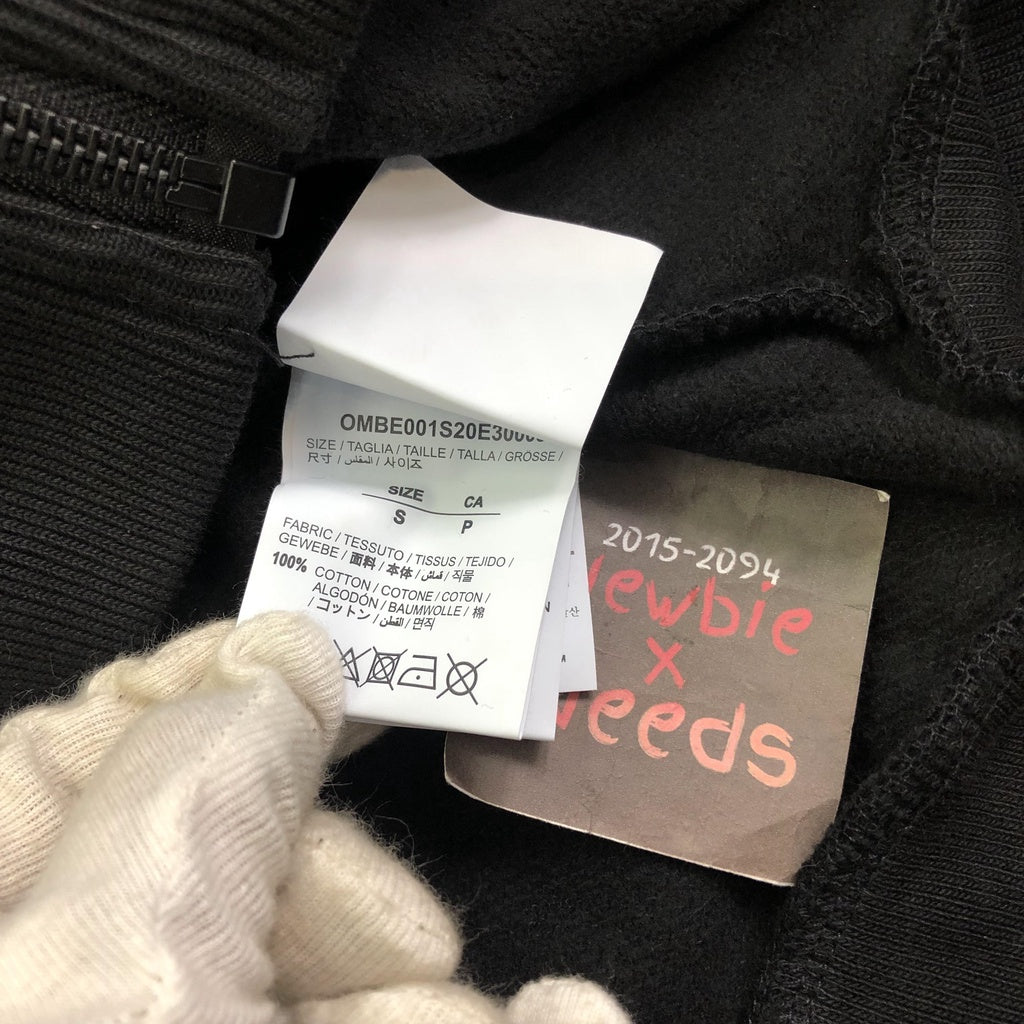 OMBE001S20E3000
SIZE / TAGLIA / TAILLE / TALLA / GRÖSSE /
尺寸 / المقاس / 사이즈
SIZE CA
S P
FABRIC / TESSUTO / TISSUS / TEJIDO /
GEWEBE / 面料 / 本体 / قماش / 직물
100% COTTON / COTONE / COTON /
ALGODÓN / BAUMWOLLE / 棉
/ コットン / القطن / 면직
2015-2094
ewbie
x
eeds